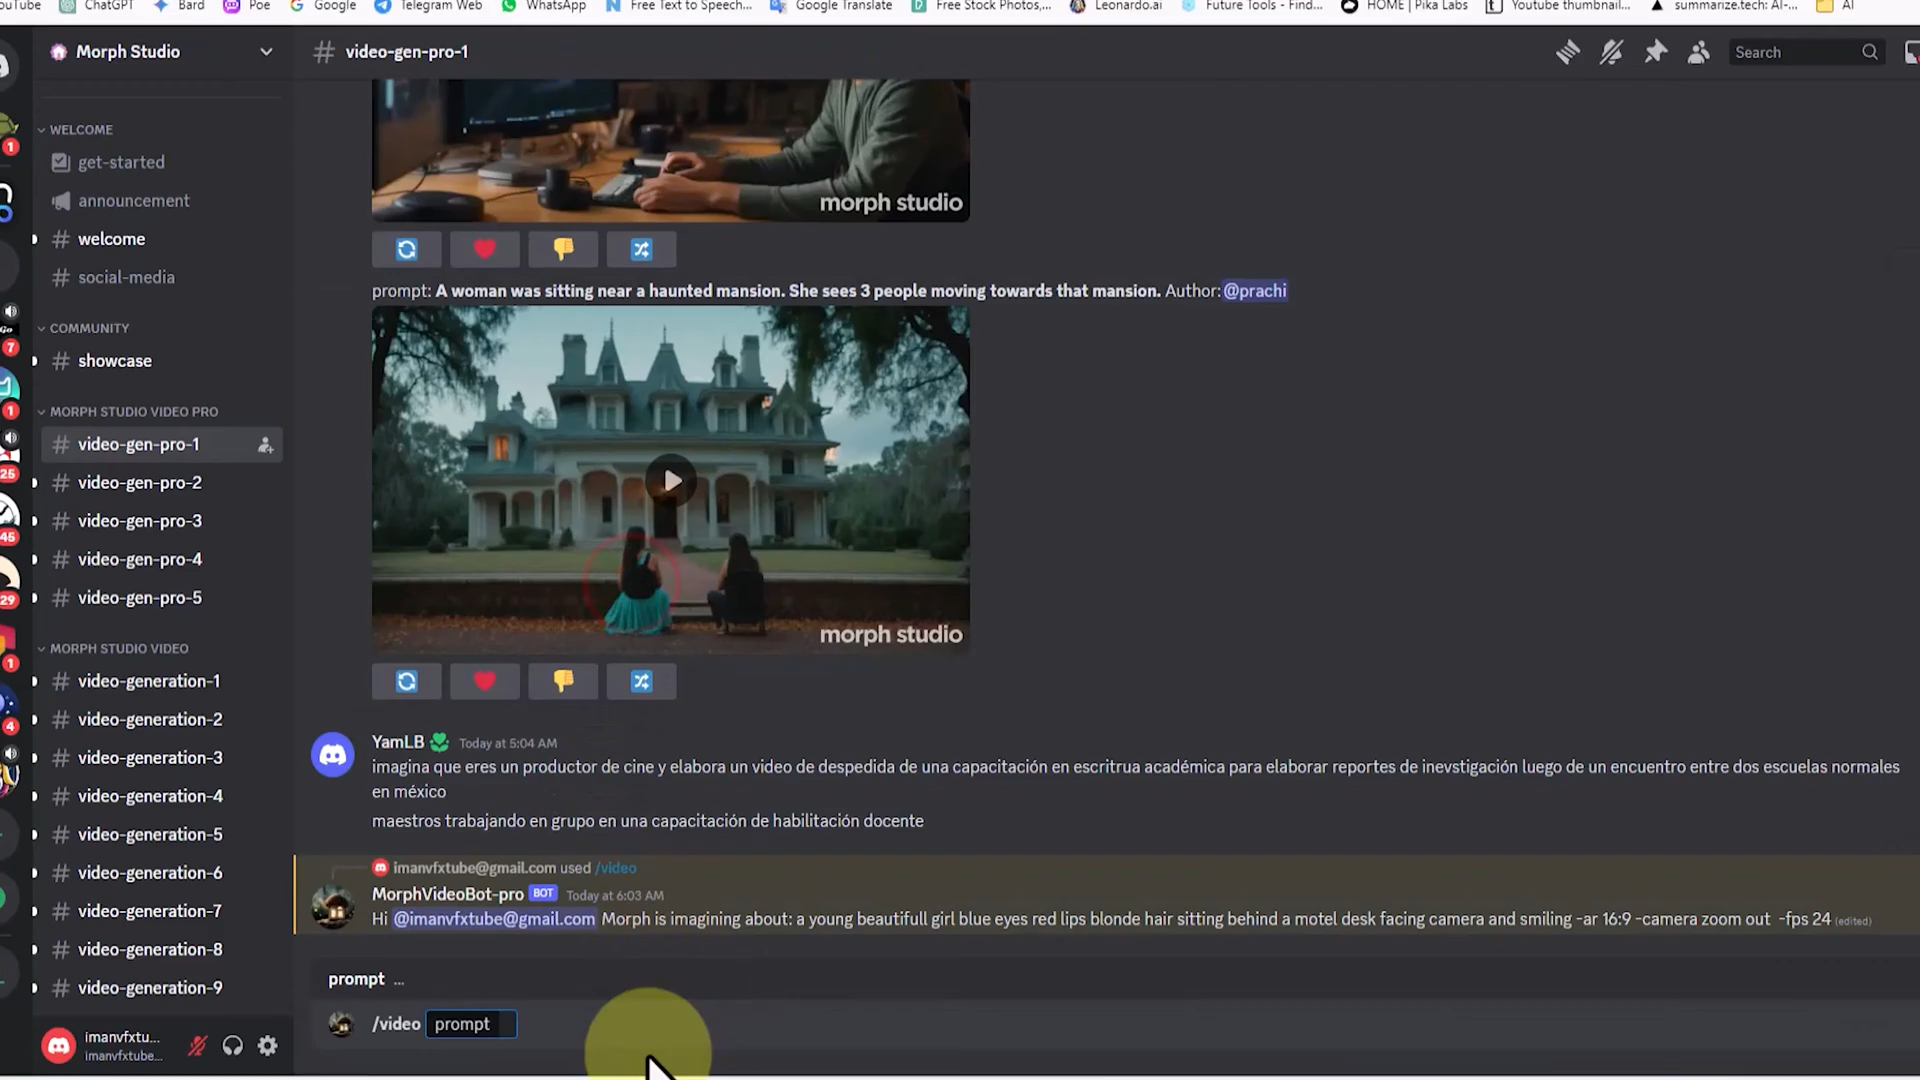 ouTube ChatGPT Bard Poe Google Telegram Web WhatsApp Free Text to Speech... Google Translate Free Stock Photos,... Leonardo.ai Future Tools - Find... HOME | Pika Labs Youtube thumbnail... summarize.tech: AI-... AI
Morph Studio
# video-gen-pro-1
Search
WELCOME
get-started
announcement
# welcome
# social-media
COMMUNITY
# showcase
MORPH STUDIO VIDEO PRO
# video-gen-pro-1
# video-gen-pro-2
# video-gen-pro-3
# video-gen-pro-4
# video-gen-pro-5
MORPH STUDIO VIDEO
# video-generation-1
# video-generation-2
# video-generation-3
# video-generation-4
# video-generation-5
# video-generation-6
# video-generation-7
# video-generation-8
# video-generation-9
imanvfxtu...
imanvfxtube...
1
Go
7
1
25
45
29
1
4
morph studio
prompt: A woman was sitting near a haunted mansion. She sees 3 people moving towards that mansion. Author:@prachi
morph studio
YamLB Today at 5:04 AM
imagina que eres un productor de cine y elabora un video de despedida de una capacitación en escritrua académica para elaborar reportes de inevstigación luego de un encuentro entre dos escuelas normales
en méxico
maestros trabajando en grupo en una capacitación de habilitación docente
imanvfxtube@gmail.com used /video
MorphVideoBot-pro BOT Today at 6:03 AM
Hi @imanvfxtube@gmail.com Morph is imagining about: a young beautifull girl blue eyes red lips blonde hair sitting behind a motel desk facing camera and smiling -ar 16:9 -camera zoom out -fps 24 (edited)
prompt ...
/video prompt